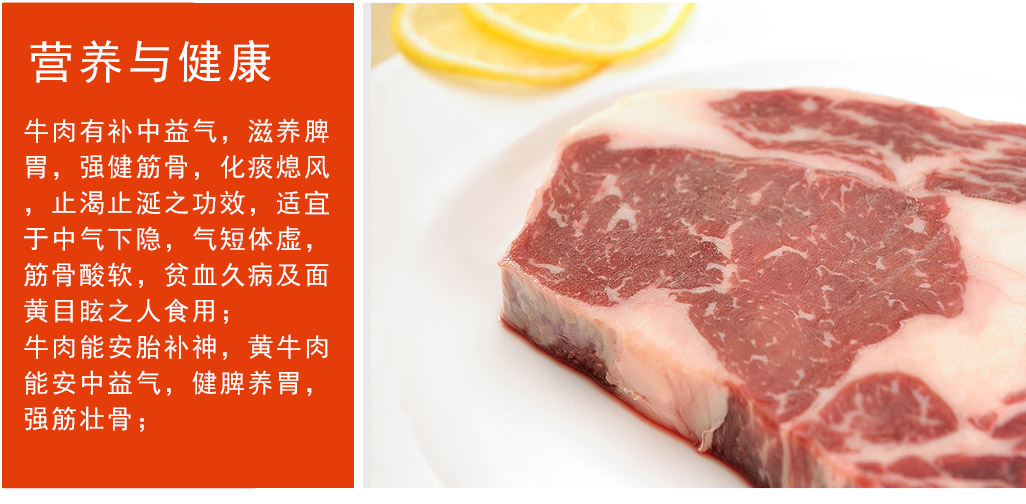 营养与健康
牛肉有补中益气，滋养脾
胃，强健筋骨，化痰熄风
，止渴止涎之功效，适宜
于中气下隐，气短体虚，
筋骨酸软，贫血久病及面
黄目眩之人食用；
牛肉能安胎补神，黄牛肉
能安中益气，健脾养胃，
强筋壮骨；